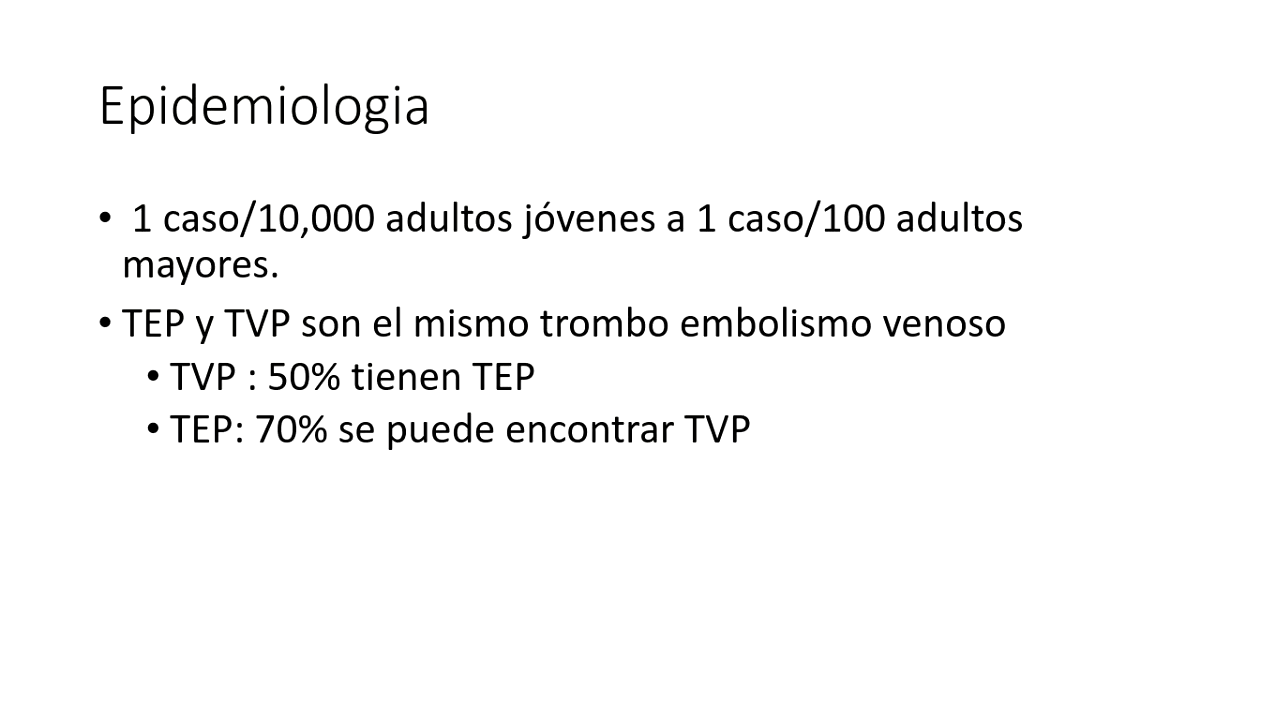 Epidemiologia
• 1 caso/10,000 adultos jóvenes a 1 caso/100 adultos
mayores.
• TEP y TVP son el mismo trombo embolismo venoso
• TVP : 50% tienen TEP
• TEP: 70% se puede encontrar TVP